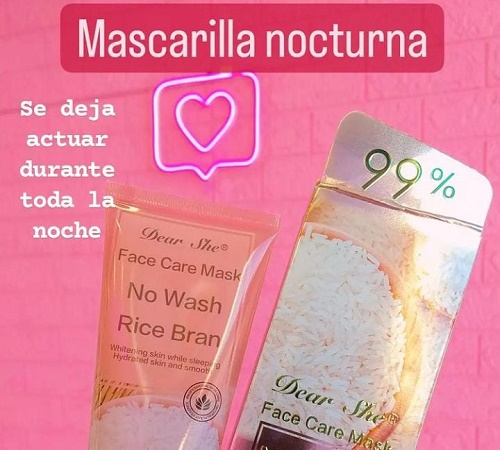 Mascarilla nocturna
Se deja
actuar
durante
toda la
noche
Dear She®
Face Care Mask
No Wash
Rice Bran
Whitening skin while sleeping
Hydrated skin and smooth
99%
Dear She®
Face Care Mask